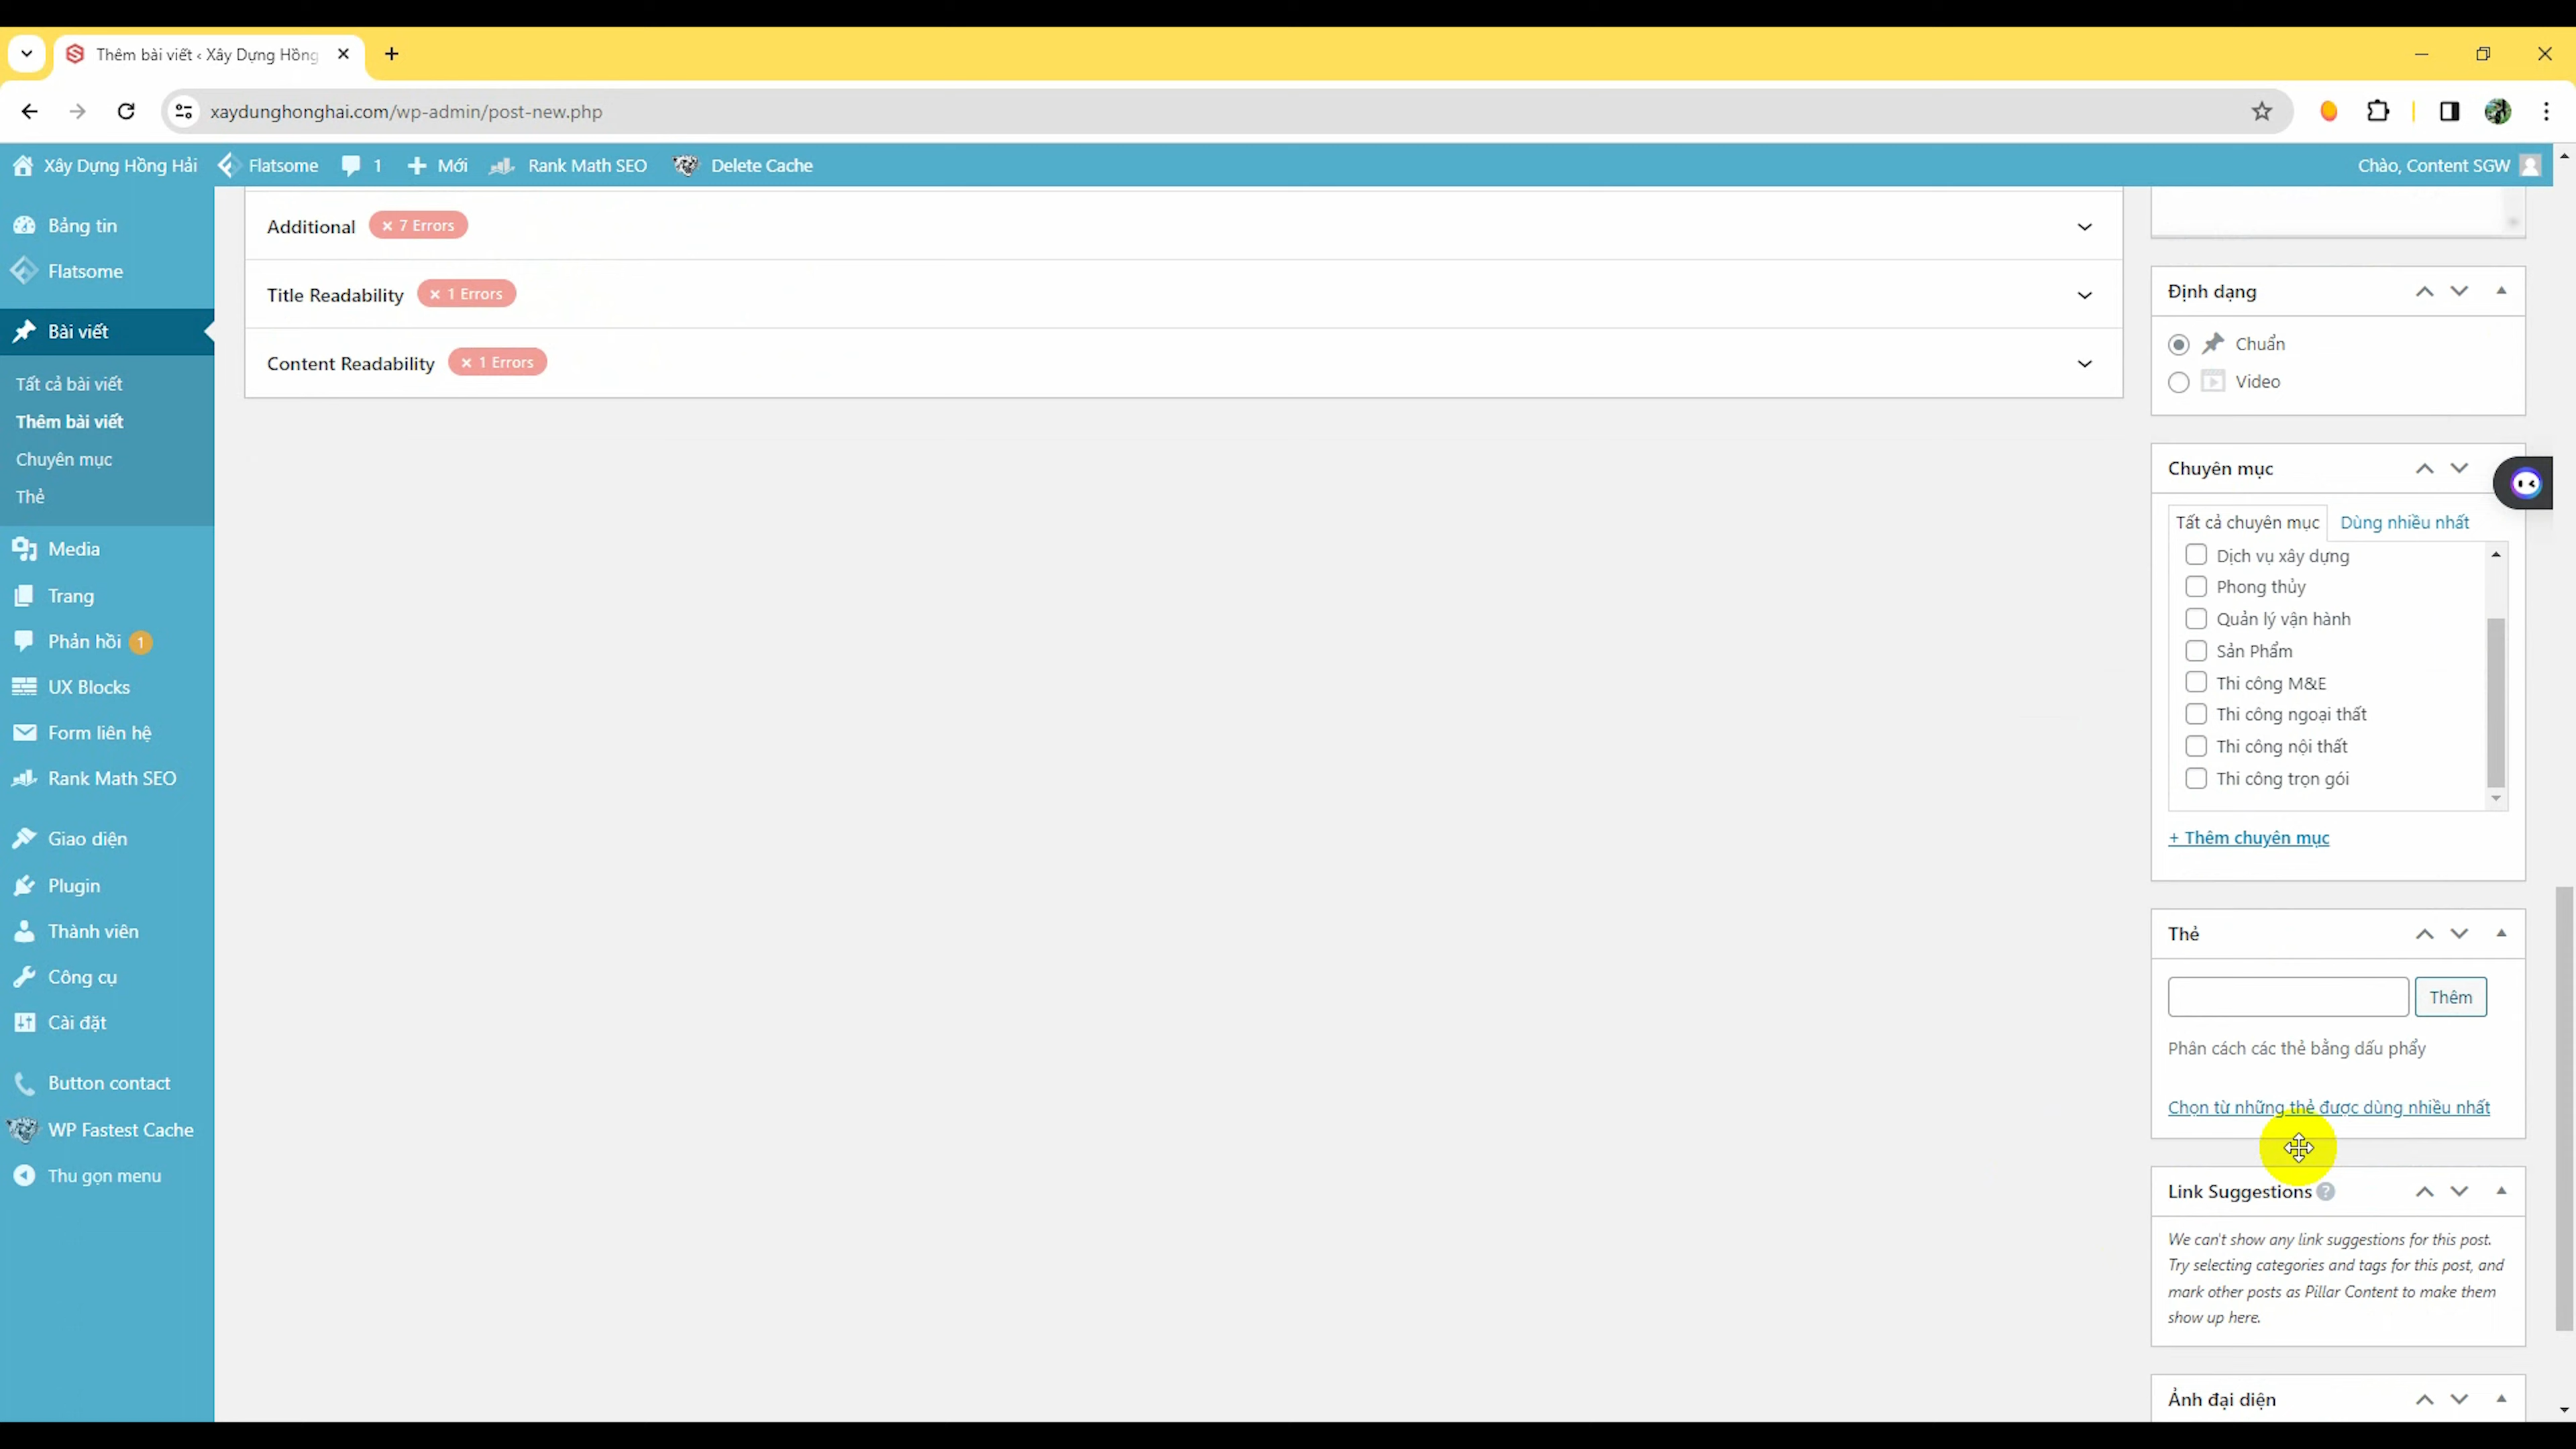 Thêm bài viết ‹ Xây Dựng Hồng
xaydunghonghai.com/wp-admin/post-new.php
Xây Dựng Hồng Hải
Flatsome
1
Mới
Rank Math SEO
Delete Cache
Chào, Content SGW
Bảng tin
Flatsome
Bài viết
Tất cả bài viết
Thêm bài viết
Chuyên mục
Thẻ
Media
Trang
Phản hồi 1
UX Blocks
Form liên hệ
Rank Math SEO
Giao diện
Plugin
Thành viên
Công cụ
Cài đặt
Button contact
WP Fastest Cache
Thu gọn menu
Additional × 7 Errors
Title Readability × 1 Errors
Content Readability × 1 Errors
Định dạng
Chuẩn
Video
Chuyên mục
Tất cả chuyên mục
Dùng nhiều nhất
Dịch vụ xây dựng
Phong thủy
Quản lý vận hành
Sản Phẩm
Thi công M&E
Thi công ngoại thất
Thi công nội thất
Thi công trọn gói
+ Thêm chuyên mục
Thẻ
Thêm
Phân cách các thẻ bằng dấu phẩy
Chọn từ những thẻ được dùng nhiều nhất
Link Suggestions ?
We can't show any link suggestions for this post.
Try selecting categories and tags for this post, and
mark other posts as Pillar Content to make them
show up here.
Ảnh đại diện